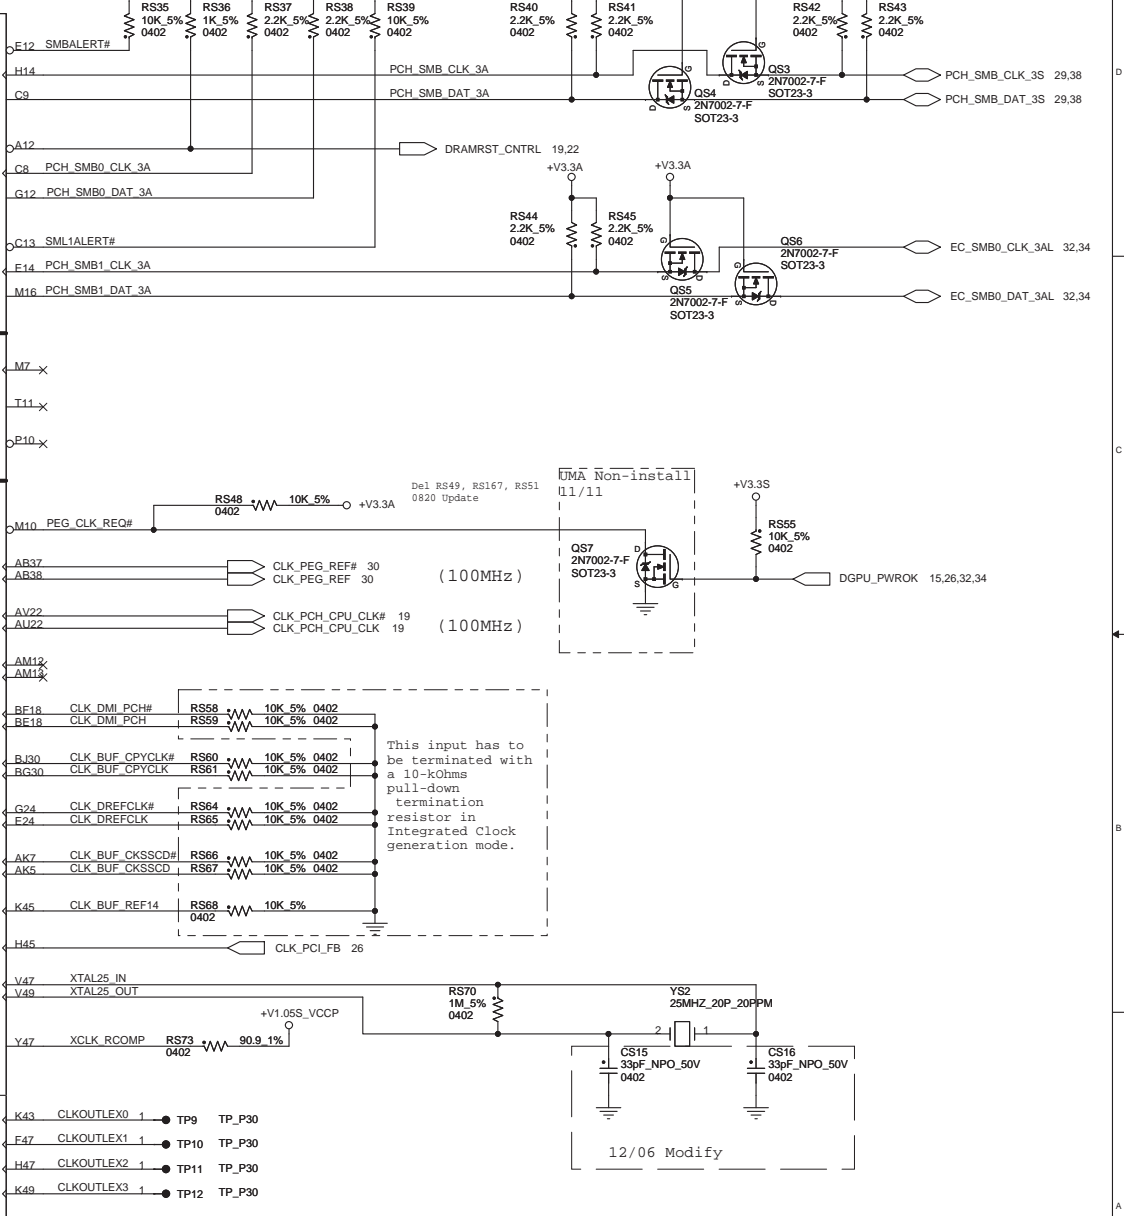 RS35
10K_5%
0402
RS36
1K_5%
0402
RS37
2.2K_5%
0402
RS38
2.2K_5%
0402
RS39
10K_5%
0402
RS40
2.2K_5%
0402
RS41
2.2K_5%
0402
RS42
2.2K_5%
0402
RS43
2.2K_5%
0402
E12 SMBALERT#
H14 PCH_SMB_CLK_3A
C9 PCH_SMB_DAT_3A
G
D
S
QS3
2N7002-7-F
SOT23-3
G
D
S
QS4
2N7002-7-F
SOT23-3
PCH_SMB_CLK_3S 29,38
PCH_SMB_DAT_3S 29,38
D
A12
DRAMRST_CNTRL 19,22
C8 PCH_SMB0_CLK_3A
G12 PCH_SMB0_DAT_3A
+V3.3A
+V3.3A
RS44
2.2K_5%
0402
RS45
2.2K_5%
0402
C13 SML1ALERT#
E14 PCH_SMB1_CLK_3A
M16 PCH_SMB1_DAT_3A
G
S
D
QS5
2N7002-7-F
SOT23-3
QS6
2N7002-7-F
SOT23-3
G
S
D
EC_SMB0_CLK_3AL 32,34
EC_SMB0_DAT_3AL 32,34
M7
T11
P10
C
RS48
0402
10K_5%
+V3.3A
Del RS49, RS167, RS51
0820 Update
UMA Non-install
11/11
+V3.3S
RS55
10K_5%
0402
M10 PEG_CLK_REQ#
QS7
2N7002-7-F
SOT23-3
D
S
G
DGPU_PWROK 15,26,32,34
AB37
AB38
CLK_PEG_REF# 30
CLK_PEG_REF 30
(100MHz)
AV22
AU22
CLK_PCH_CPU_CLK# 19
CLK_PCH_CPU_CLK 19
(100MHz)
AM12
AM13
BF18 CLK_DMI_PCH# RS58 10K_5% 0402
BE18 CLK_DMI_PCH RS59 10K_5% 0402
BJ30 CLK_BUF_CPYCLK# RS60 10K_5% 0402
BG30 CLK_BUF_CPYCLK RS61 10K_5% 0402
G24 CLK_DREFCLK# RS64 10K_5% 0402
E24 CLK_DREFCLK RS65 10K_5% 0402
AK7 CLK_BUF_CKSSCD# RS66 10K_5% 0402
AK5 CLK_BUF_CKSSCD RS67 10K_5% 0402
K45 CLK_BUF_REF14 RS68 10K_5%
0402
This input has to
be terminated with
a 10-kOhms
pull-down
termination
resistor in
Integrated Clock
generation mode.
B
H45
CLK_PCI_FB 26
V47 XTAL25_IN
V49 XTAL25_OUT
RS70
1M_5%
0402
YS2
25MHZ_20P_20PPM
2
1
+V1.05S_VCCP
Y47 XCLK_RCOMP RS73 90.9_1%
0402
CS15
33pF_NPO_50V
0402
CS16
33pF_NPO_50V
0402
12/06 Modify
K43 CLKOUTLEX0 1 TP9 TP_P30
F47 CLKOUTLEX1 1 TP10 TP_P30
H47 CLKOUTLEX2 1 TP11 TP_P30
K49 CLKOUTLEX3 1 TP12 TP_P30
A